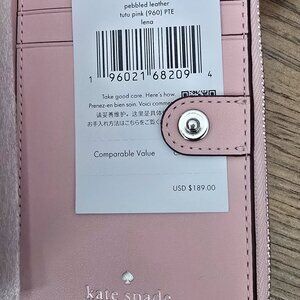 pebbled leather
tutu pink (960) PTE
lena
1 96021 68209 4
Take good care. Here's how.
Prenez-en bien soin. Voici comme
Comparable Value
USD $189.00
kate spade